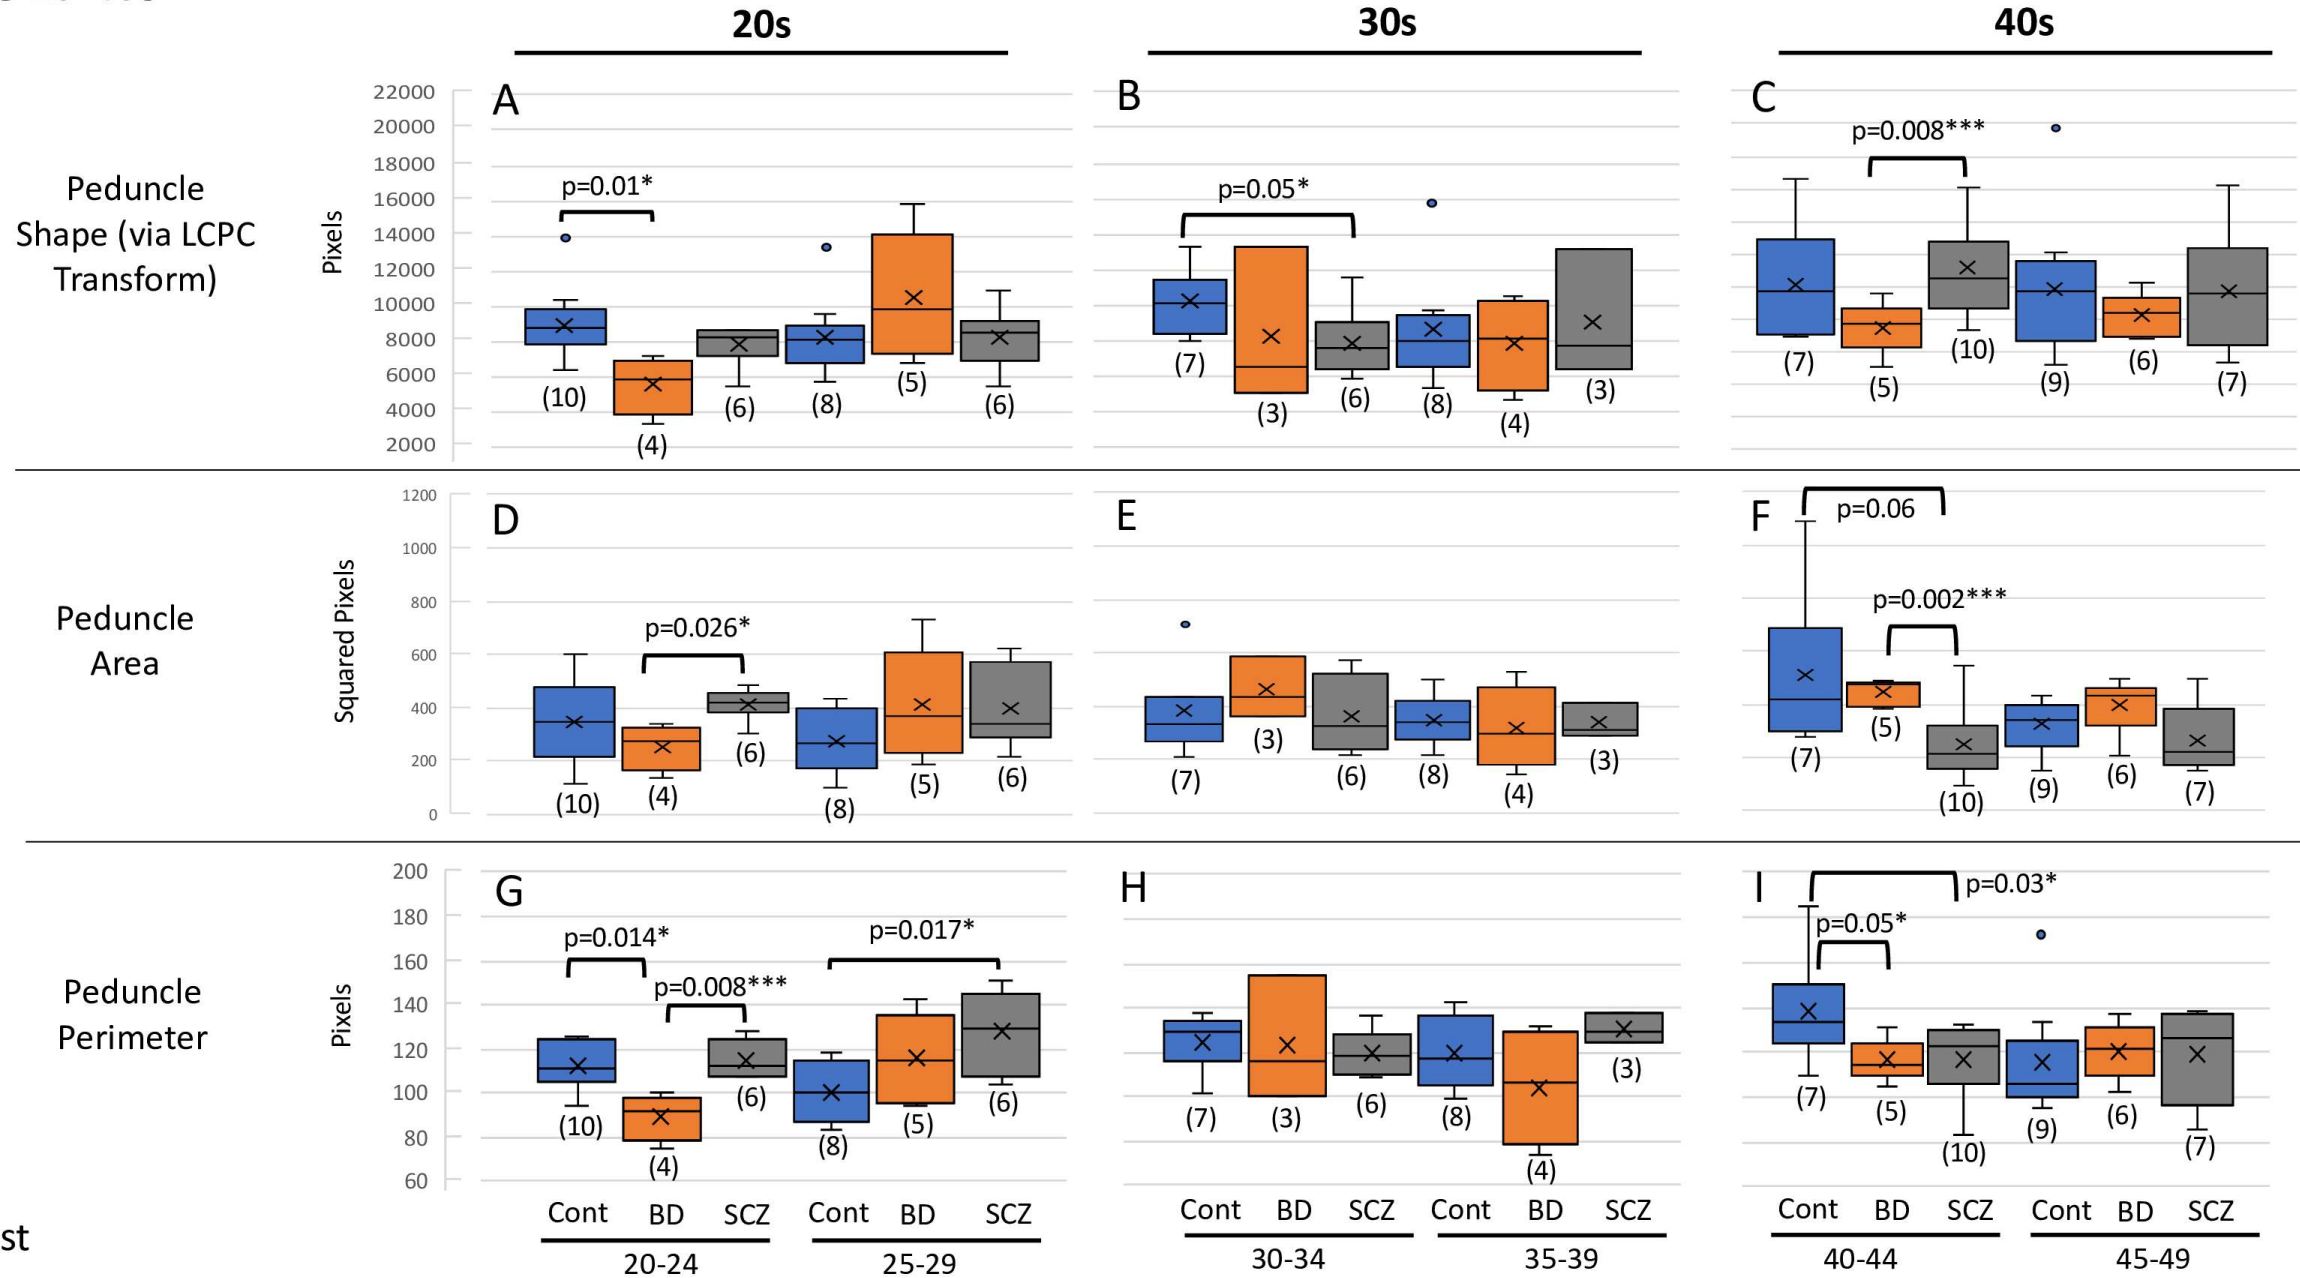 20s 30s 40s
A B C
22000
20000
18000
16000
14000
12000
10000
8000
6000
4000
2000
Pixels
Peduncle
Shape (via LCPC
Transform)
p=0.01*
p=0.05*
p=0.008***
(10) (4) (6) (8) (5) (6)
(7) (3) (6) (8) (4) (3)
(7) (5) (10) (9) (6) (7)
D E F
1200
1000
800
600
400
200
0
Squared Pixels
Peduncle
Area
p=0.026*
p=0.06
p=0.002***
(10) (4) (6) (8) (5) (6)
(7) (3) (6) (8) (4) (3)
(7) (5) (10) (9) (6) (7)
G H I
200
180
160
140
120
100
80
60
Pixels
Peduncle
Perimeter
p=0.014*
p=0.008***
p=0.017*
p=0.03*
p=0.05*
(10) (4) (6) (8) (5) (6)
(7) (3) (6) (8) (4) (3)
(7) (5) (10) (9) (6) (7)
Cont BD SCZ Cont BD SCZ Cont BD SCZ Cont BD SCZ Cont BD SCZ Cont BD SCZ
st
20-24 25-29 30-34 35-39 40-44 45-49